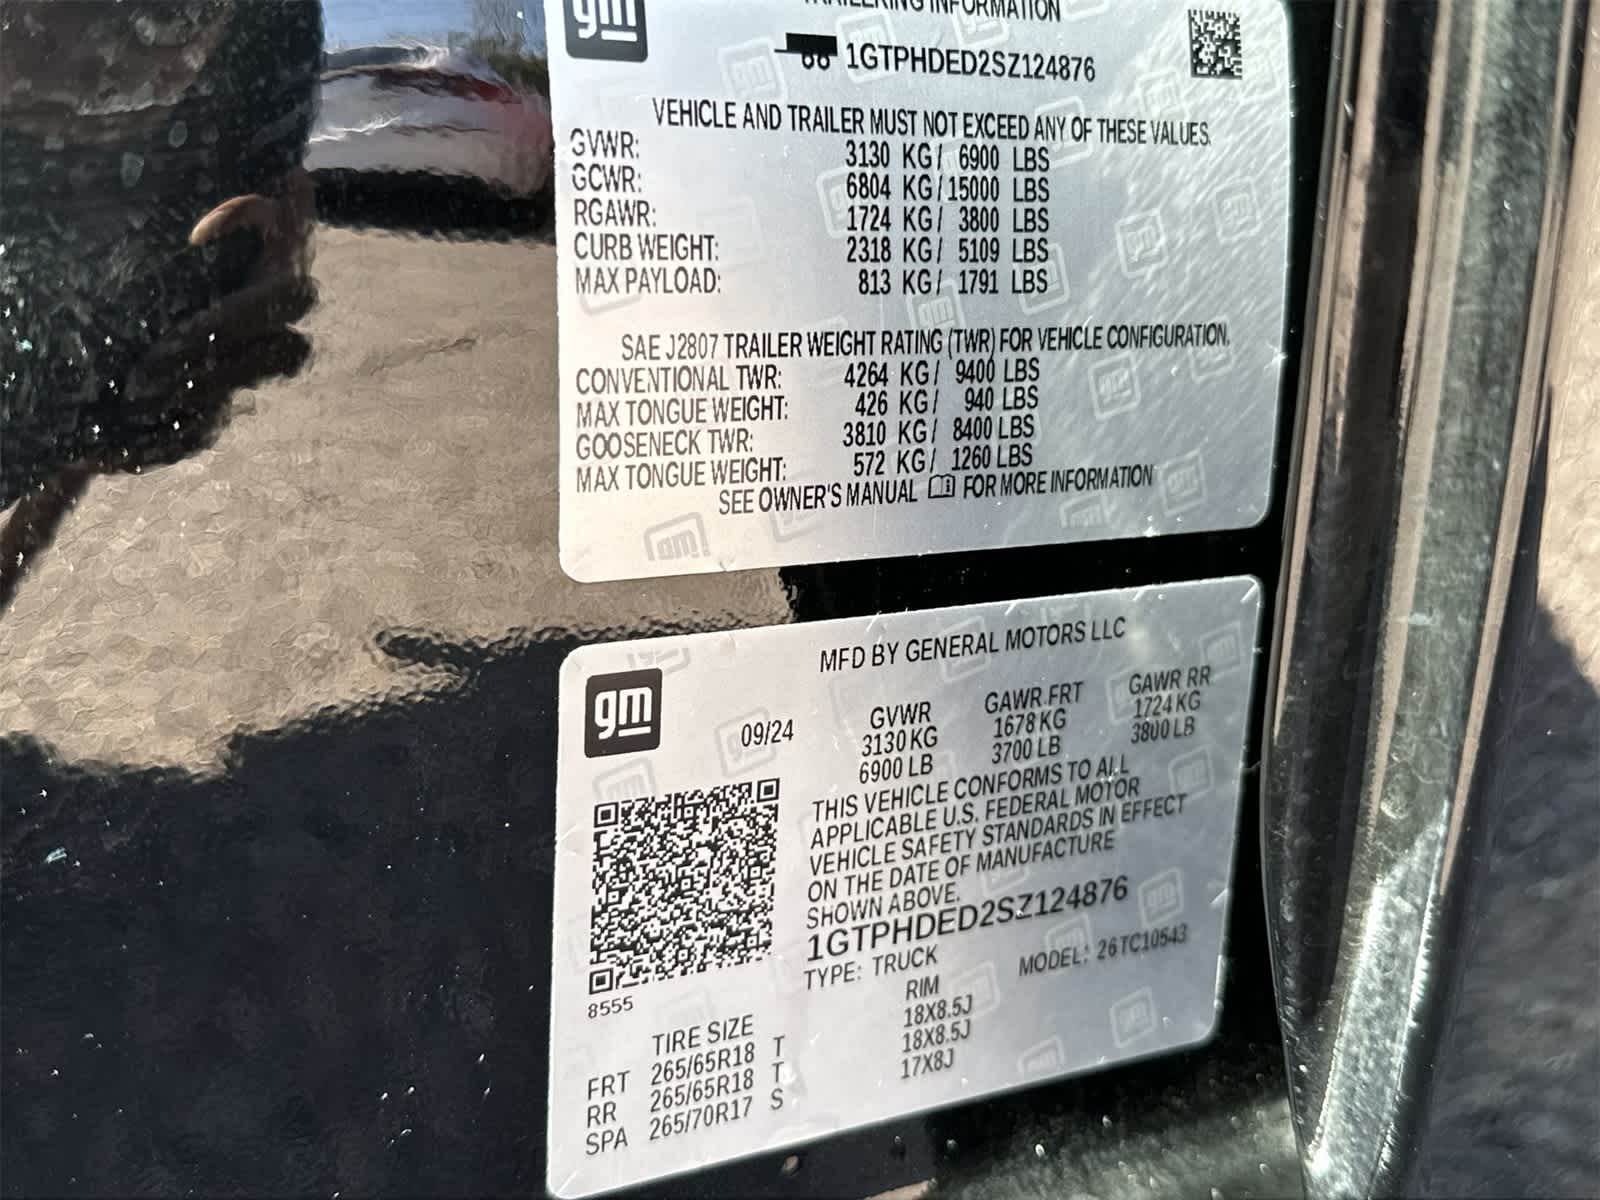 gm
TRAILERING INFORMATION
1GTPHDED2SZ124876
VEHICLE AND TRAILER MUST NOT EXCEED ANY OF THESE VALUES.
GVWR: 3130 KG/ 6900 LBS
GCWR: 6804 KG/15000 LBS
RGAWR: 1724 KG/ 3800 LBS
CURB WEIGHT: 2318 KG/ 5109 LBS
MAX PAYLOAD: 813 KG/ 1791 LBS
SAE J2807 TRAILER WEIGHT RATING (TWR) FOR VEHICLE CONFIGURATION.
CONVENTIONAL TWR: 4264 KG/ 9400 LBS
MAX TONGUE WEIGHT: 426 KG/ 940 LBS
GOOSENECK TWR: 3810 KG/ 8400 LBS
MAX TONGUE WEIGHT: 572 KG/ 1260 LBS
SEE OWNER'S MANUAL FOR MORE INFORMATION
MFD BY GENERAL MOTORS LLC
gm
09/24
GVWR GAWR FRT GAWR RR
3130 KG 1678 KG 1724 KG
6900 LB 3700 LB 3800 LB
THIS VEHICLE CONFORMS TO ALL
APPLICABLE U.S. FEDERAL MOTOR
VEHICLE SAFETY STANDARDS IN EFFECT
ON THE DATE OF MANUFACTURE
SHOWN ABOVE.
1GTPHDED2SZ124876
TYPE: TRUCK MODEL: 26TC10543
8555
TIRE SIZE RIM
FRT 265/65R18 T 18X8.5J
RR 265/65R18 T 18X8.5J
SPA 265/70R17 S 17X8J